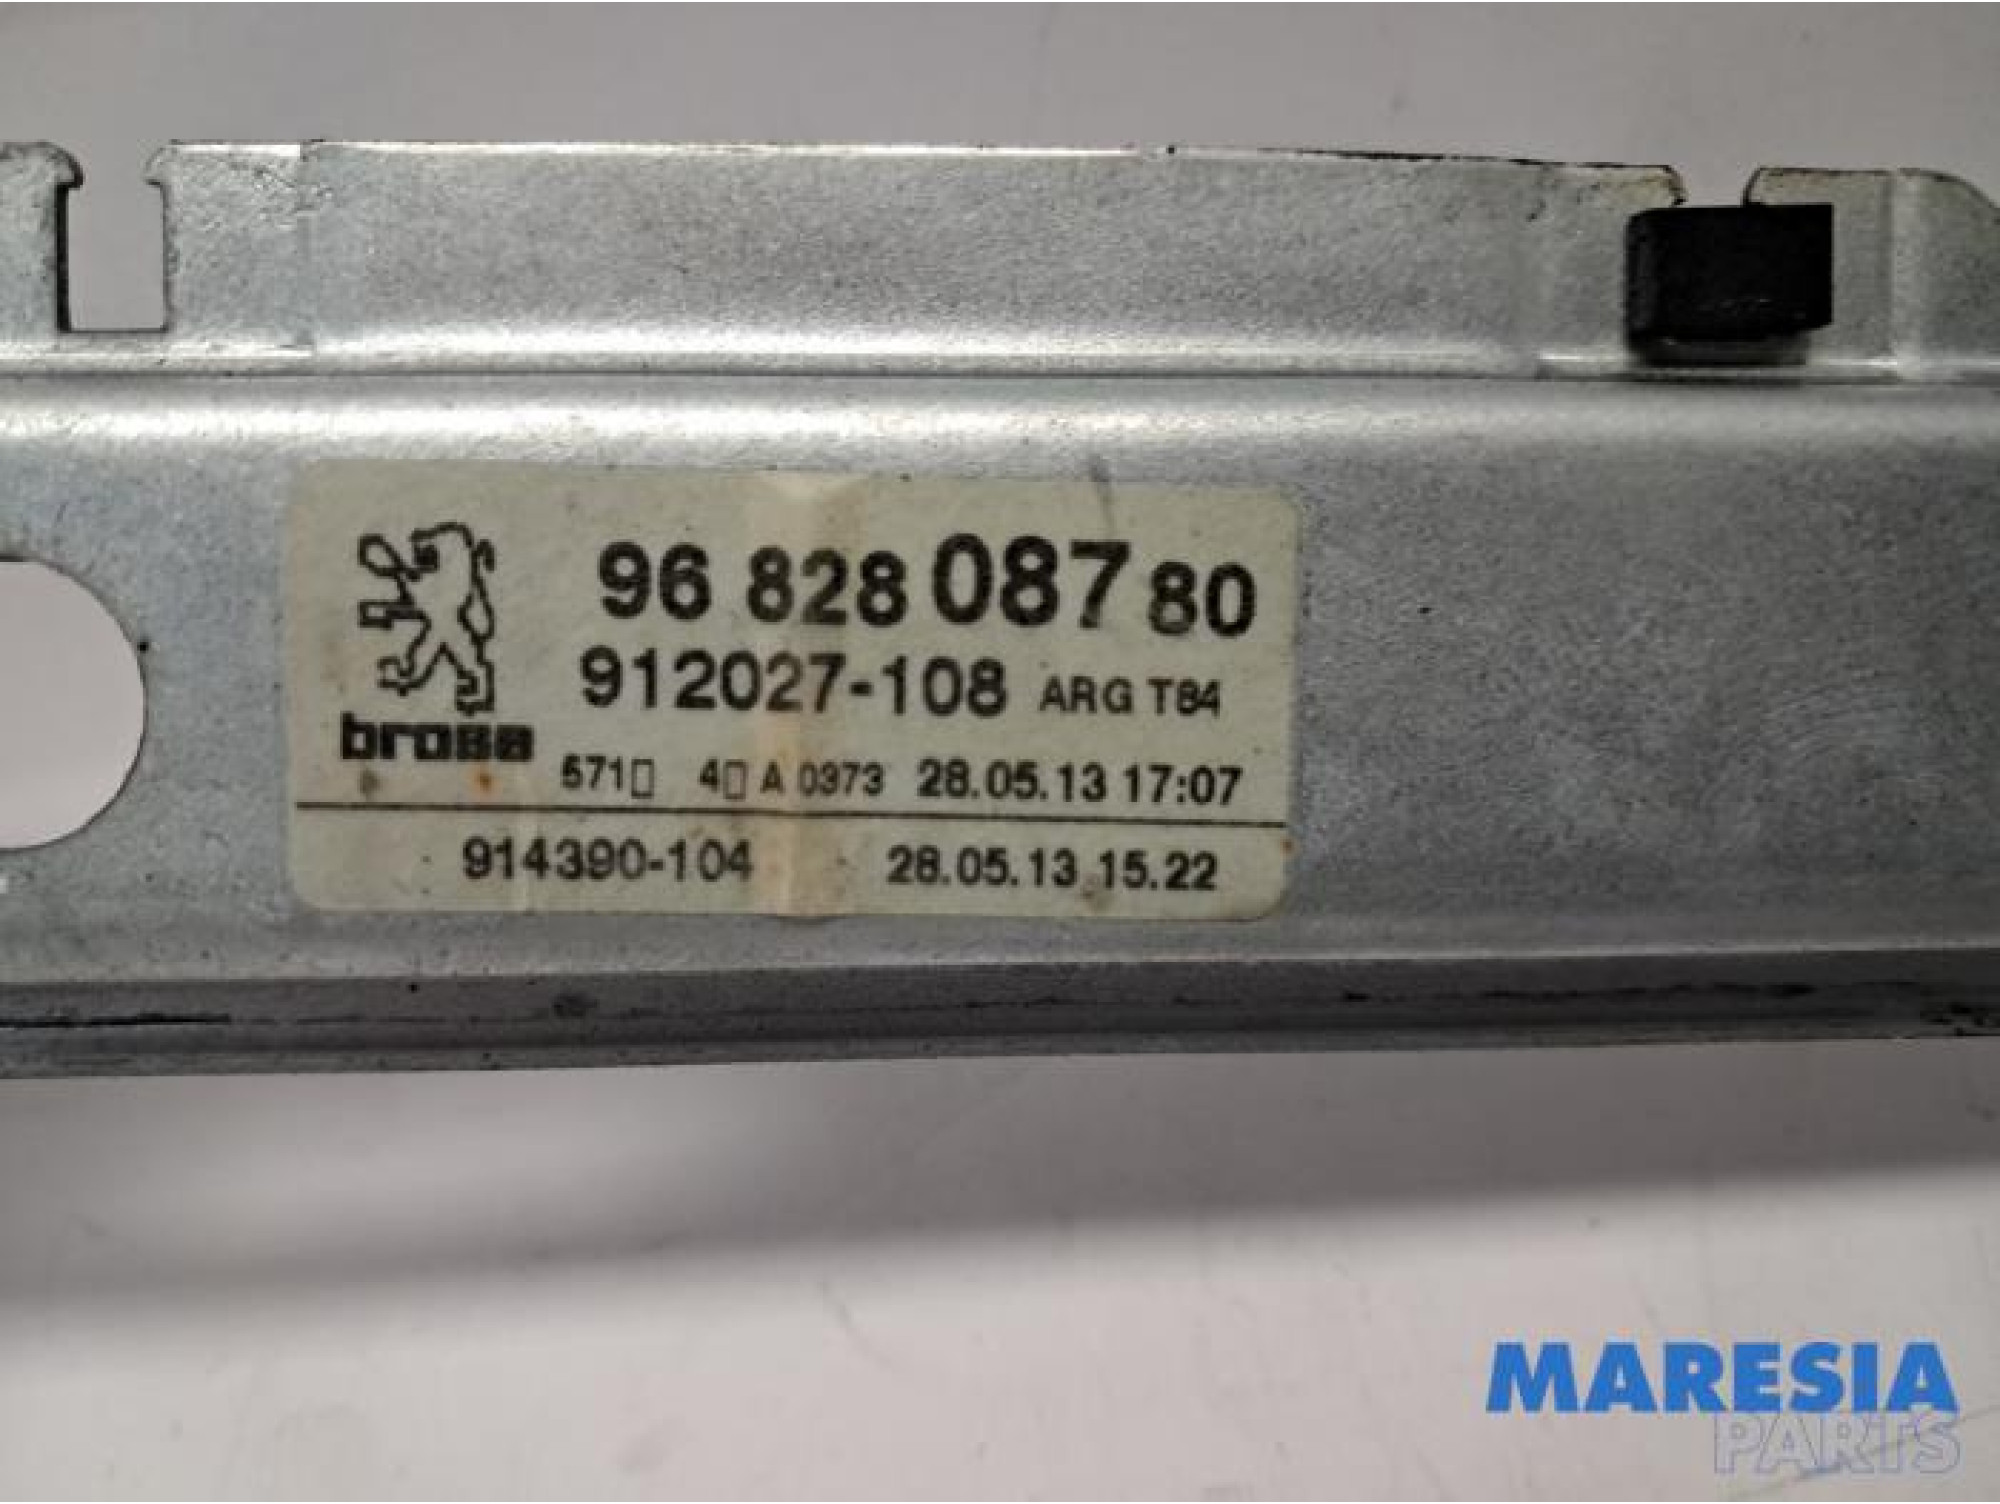 96 828 087 80
912027-108 ARG T84
brose
571▯ 4▯ A 0373 28.05.13 17:07
914390-104 28.05.13 15.22
MARESIA
PARTS